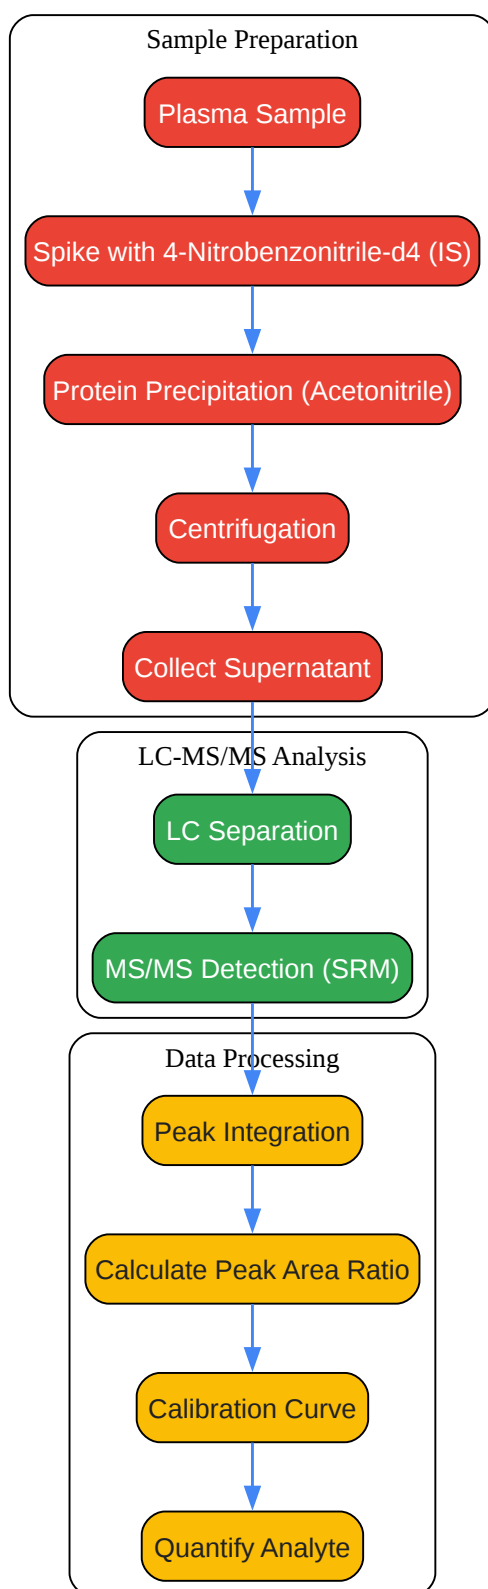 Sample Preparation
Plasma Sample
Spike with 4-Nitrobenzonitrile-d4 (IS)
Protein Precipitation (Acetonitrile)
Centrifugation
Collect Supernatant
LC-MS/MS Analysis
LC Separation
MS/MS Detection (SRM)
Data Processing
Peak Integration
Calculate Peak Area Ratio
Calibration Curve
Quantify Analyte